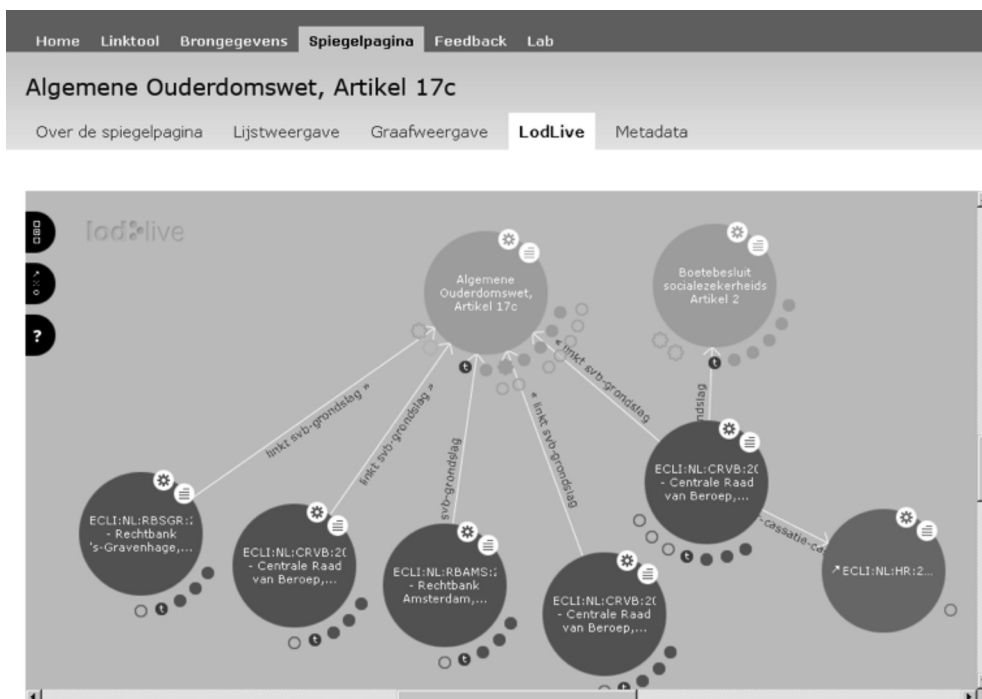 Home Linktool Brongegevens Spiegelpagina Feedback Lab
Algemene Ouderdomswet, Artikel 17c
Over de spiegelpagina Lijstweergave Graafweergave LodLive Metadata
lod live
Algemene
Ouderdomswet,
Artikel 17c
Boetebesluit
socialezekerheids
Artikel 2
?
linkt svb-grondslag »
linkt svb-grondslag »
svb-grondslag
« linkt svb-grondslag
« linkt svb-grondslag
ndslag
-cassatie-ca
ECLI:NL:RBSGR:2
- Rechtbank
's-Gravenhage,...
ECLI:NL:CRVB:20
- Centrale Raad
van Beroep,...
ECLI:NL:RBAMS:2
- Rechtbank
Amsterdam,...
ECLI:NL:CRVB:20
- Centrale Raad
van Beroep,...
ECLI:NL:CRVB:20
- Centrale Raad
van Beroep,...
ECLI:NL:HR:2...
t
t
t
t
t
t
t